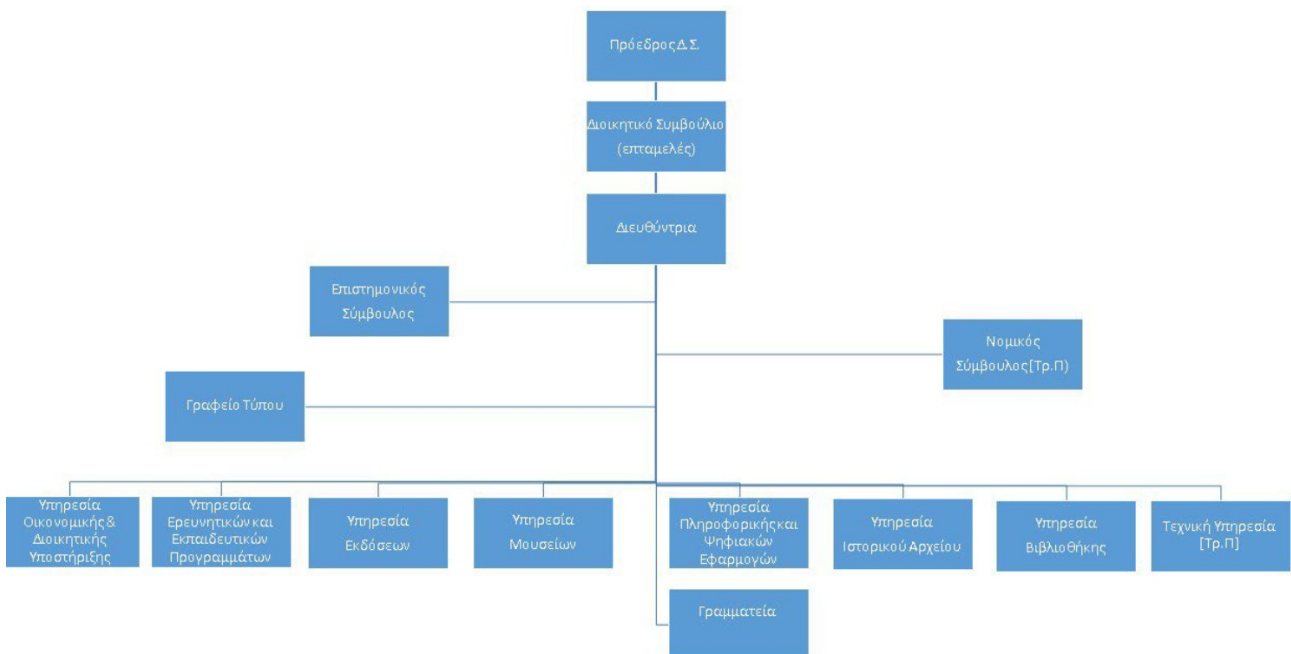 Πρόεδρος Δ.Σ.
Διοικητικό Συμβούλιο
(επταμελές)
Διευθύντρια
Επιστημονικός
Σύμβουλος
Νομικός
Σύμβουλος[Τρ.Π)
Γραφείο Τύπου
Υπηρεσία
Οικονομικής &
Διοικητικής
Υποστήριξης
Υπηρεσία
Ερευνητικών και
Εκπαιδευτικών
Προγραμμάτων
Υπηρεσία
Εκδόσεων
Υπηρεσία
Μουσείων
Υπηρεσία
Πληροφορικής και
Ψηφιακών
Εφαρμογών
Υπηρεσία
Ιστορικού Αρχείου
Υπηρεσία
Βιβλιοθήκης
Τεχνική Υπηρεσία
[Τρ.Π]
Γραμματεία